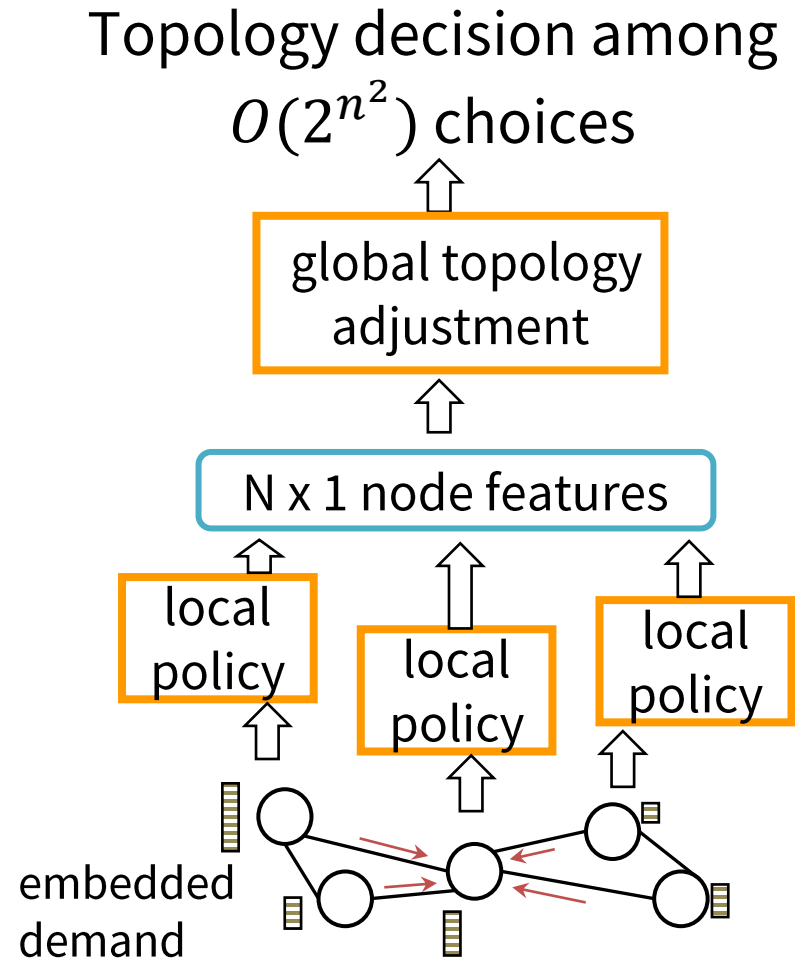 Topology decision among
O(2^{n^2}) choices
global topology
adjustment
N x 1 node features
local
policy
local
policy
local
policy
embedded
demand